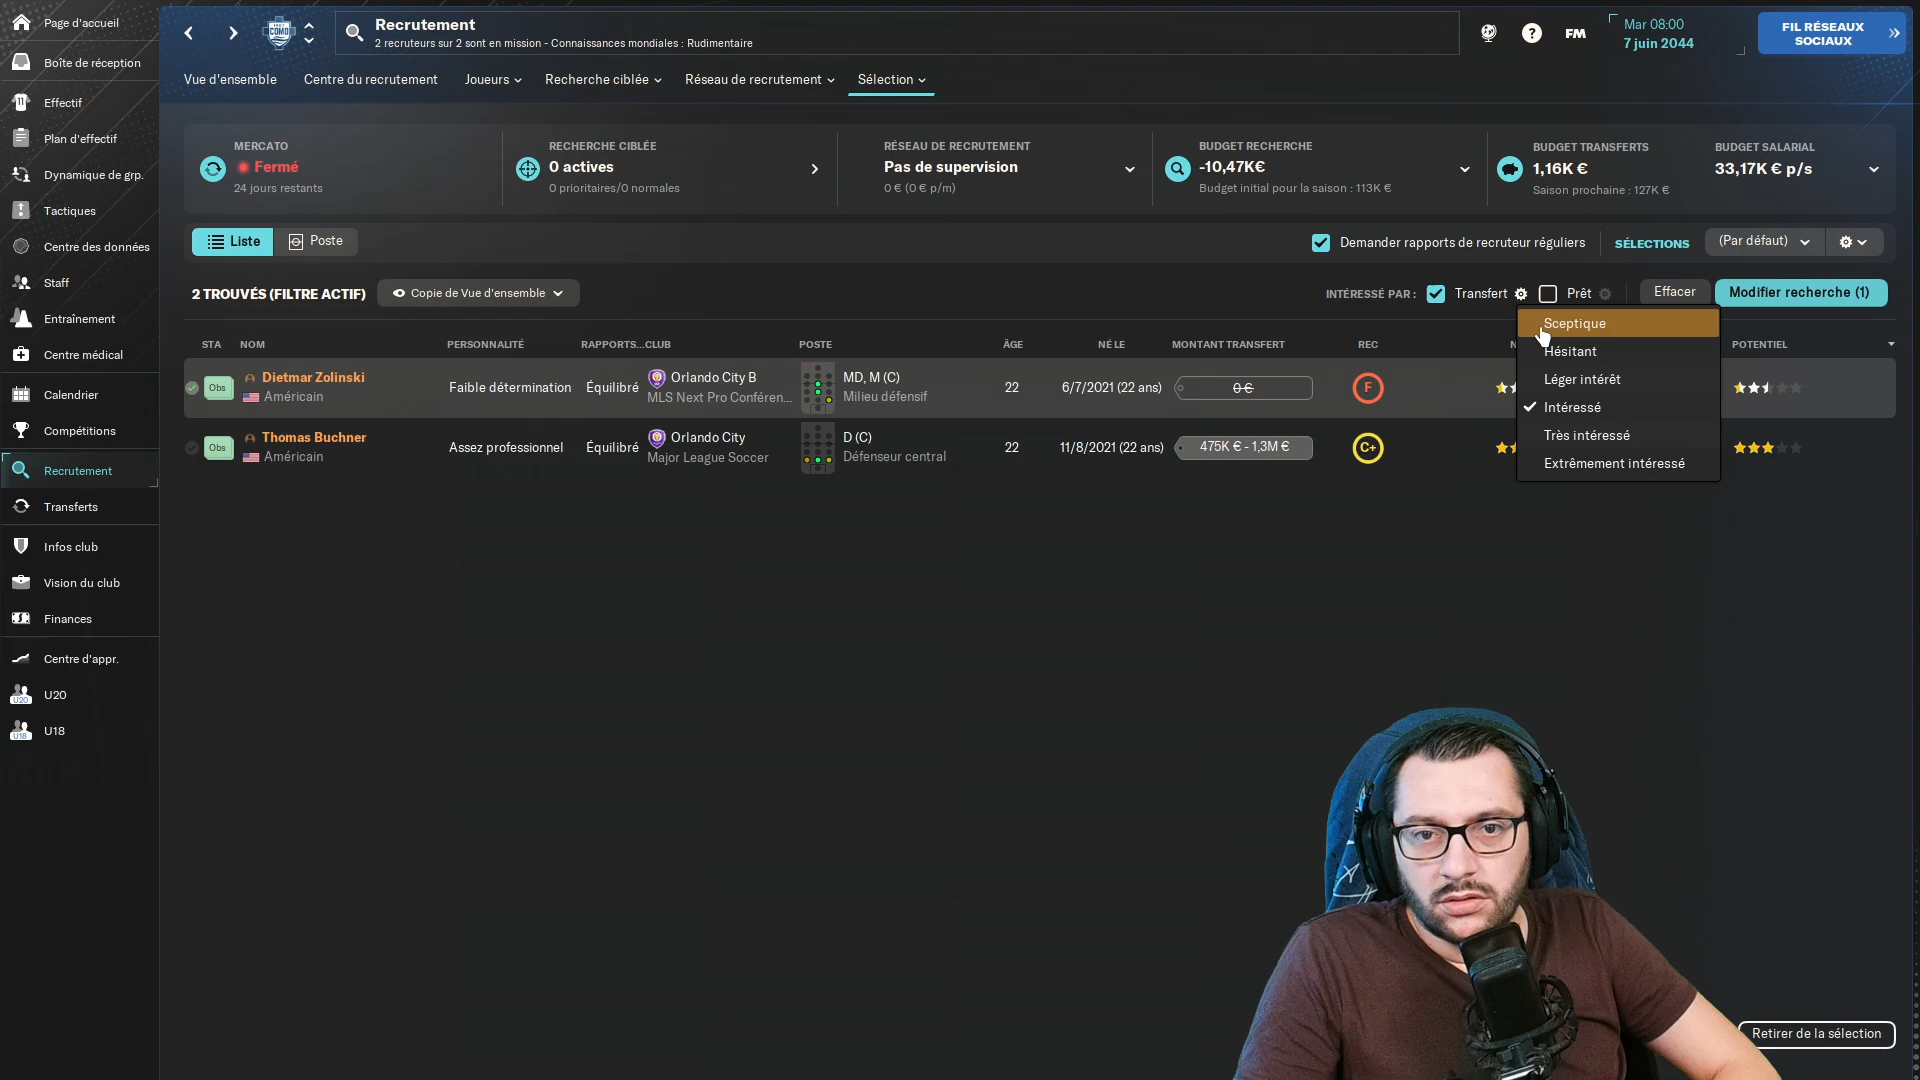 Page d'accueil
Boîte de réception
Effectif
Plan d'effectif
Dynamique de grp.
Tactiques
Centre des données
Staff
Entraînement
Centre médical
Calendrier
Compétitions
Recrutement
Transferts
Infos club
Vision du club
Finances
Centre d'appr.
U20
U18
COMO
Recrutement
2 recruteurs sur 2 sont en mission - Connaissances mondiales : Rudimentaire
FM
Mar 08:00
7 juin 2044
FIL RÉSEAUX
SOCIAUX
Vue d'ensemble
Centre du recrutement
Joueurs
Recherche ciblée
Réseau de recrutement
Sélection
MERCATO
Fermé
24 jours restants
RECHERCHE CIBLÉE
0 actives
0 prioritaires/0 normales
RÉSEAU DE RECRUTEMENT
Pas de supervision
0 € (0 € p/m)
BUDGET RECHERCHE
-10,47K€
Budget initial pour la saison : 113K €
BUDGET TRANSFERTS
1,16K €
Saison prochaine : 127K €
BUDGET SALARIAL
33,17K € p/s
Liste
Poste
Demander rapports de recruteur réguliers
SÉLECTIONS
(Par défaut)
2 TROUVÉS (FILTRE ACTIF)
Copie de Vue d'ensemble
INTÉRESSÉ PAR :
Transfert
Prêt
Effacer
Modifier recherche (1)
Sceptique
Hésitant
Léger intérêt
Intéressé
Très intéressé
Extrêmement intéressé
STA
NOM
PERSONNALITÉ
RAPPORTS...
CLUB
POSTE
ÂGE
NÉ LE
MONTANT TRANSFERT
REC
N
POTENTIEL
Obs
Dietmar Zolinski
Américain
Faible détermination
Équilibré
Orlando City B
MLS Next Pro Conféren...
MD, M (C)
Milieu défensif
22
6/7/2021 (22 ans)
0 €
F
Obs
Thomas Buchner
Américain
Assez professionnel
Équilibré
Orlando City
Major League Soccer
D (C)
Défenseur central
22
11/8/2021 (22 ans)
475K € - 1,3M €
C+
Retirer de la sélection